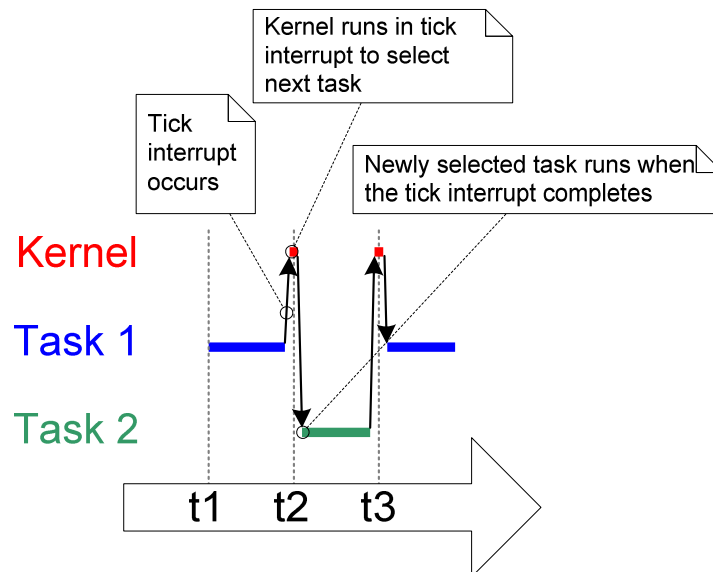 Kernel runs in tick
interrupt to select
next task
Tick
interrupt
occurs
Newly selected task runs when
the tick interrupt completes
Kernel
Task 1
Task 2
t1 t2 t3